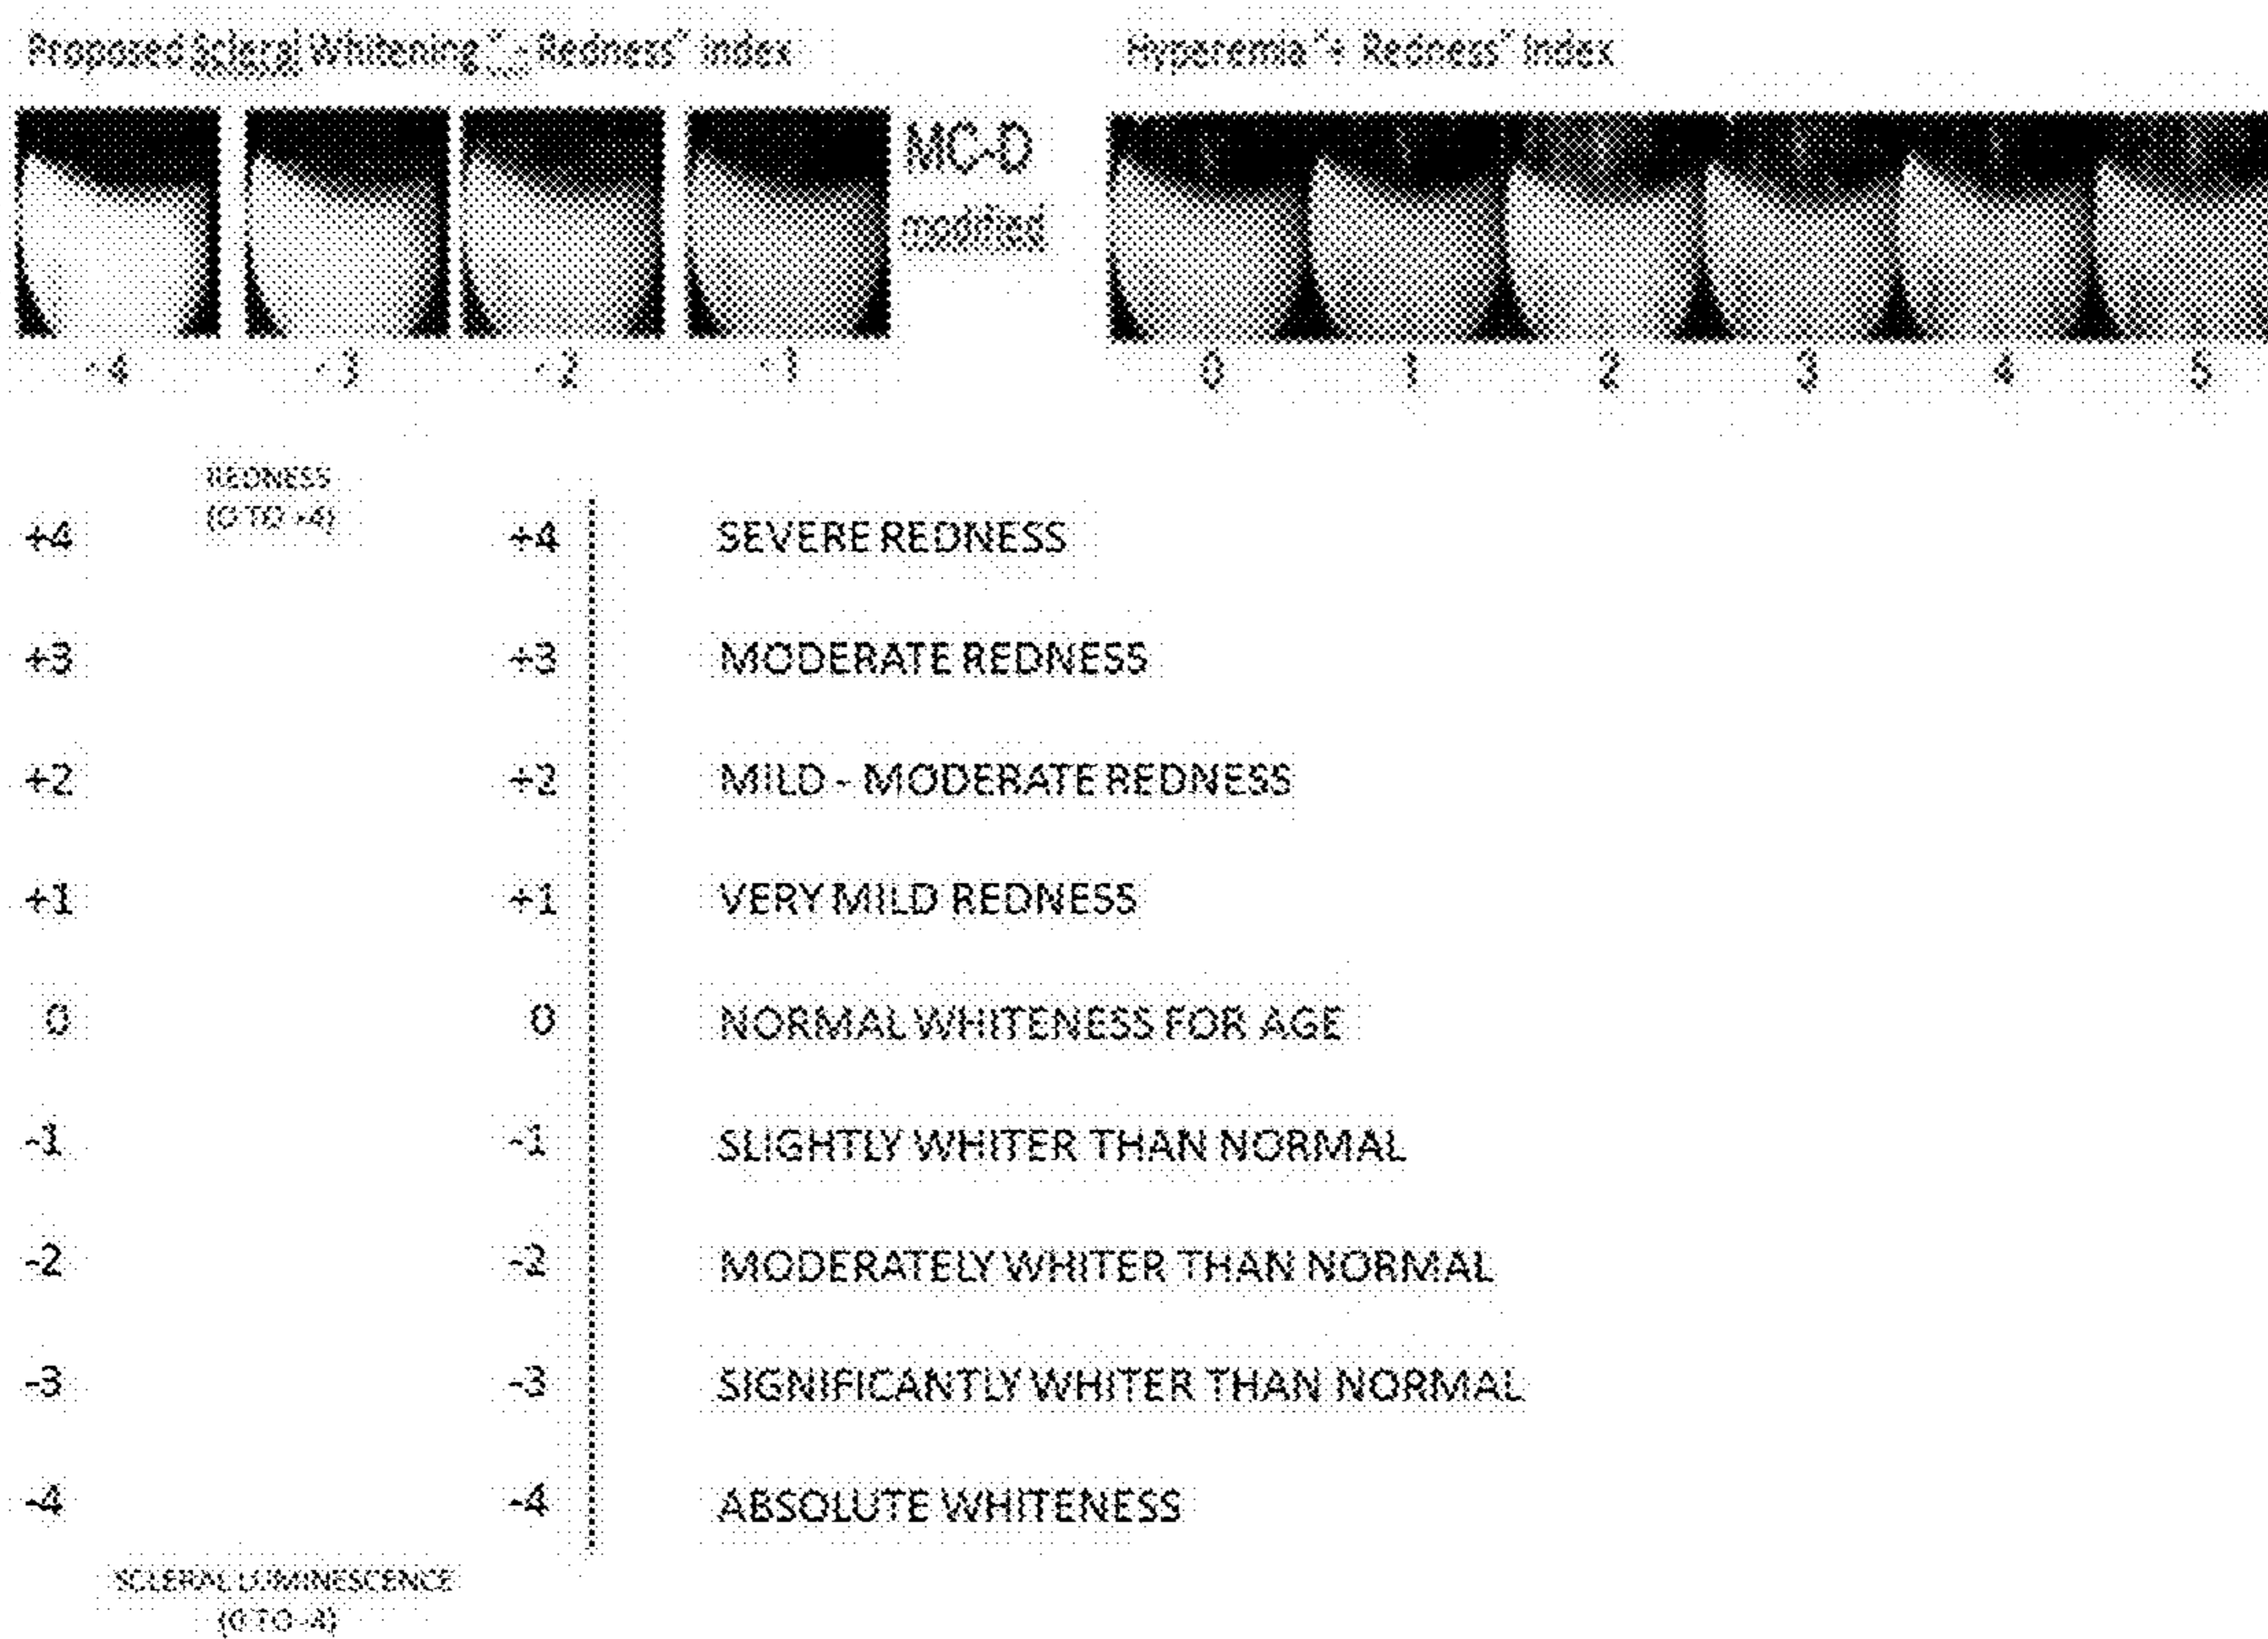 Proposed Scleral Whitening "- Redness" Index
Hyperemia "+ Redness" Index
MC-D
modified
-4 -3 -2 -1
0 1 2 3 4 5
REDNESS
(0 TO +4)
+4 +4 SEVERE REDNESS
+3 +3 MODERATE REDNESS
+2 +2 MILD - MODERATE REDNESS
+1 +1 VERY MILD REDNESS
0 0 NORMAL WHITENESS FOR AGE
-1 -1 SLIGHTLY WHITER THAN NORMAL
-2 -2 MODERATELY WHITER THAN NORMAL
-3 -3 SIGNIFICANTLY WHITER THAN NORMAL
-4 -4 ABSOLUTE WHITENESS
SCLERAL LUMINESCENCE
(0 TO -4)